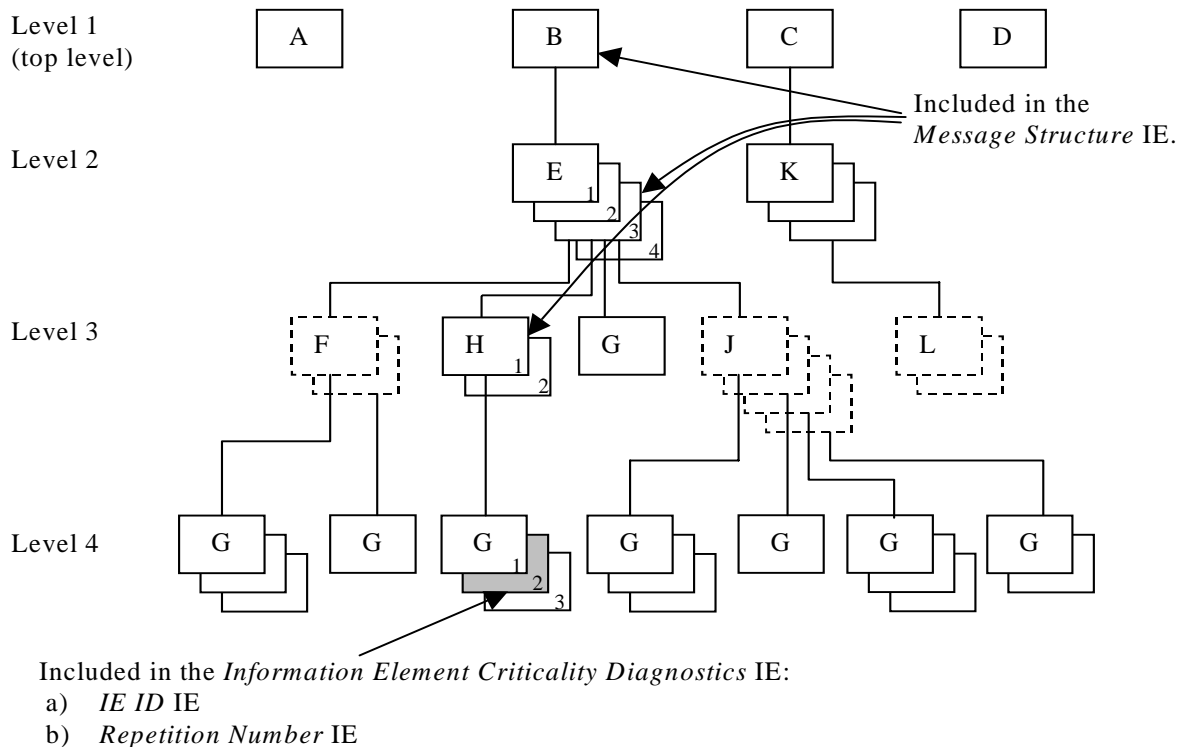 Level 1
(top level)
A
B
C
D
Included in the
Message Structure IE.
Level 2
E
1
2
3
4
K
Level 3
F
H
1
2
G
J
L
Level 4
G
G
G
1
2
3
G
G
G
G
Included in the Information Element Criticality Diagnostics IE:
a) IE ID IE
b) Repetition Number IE